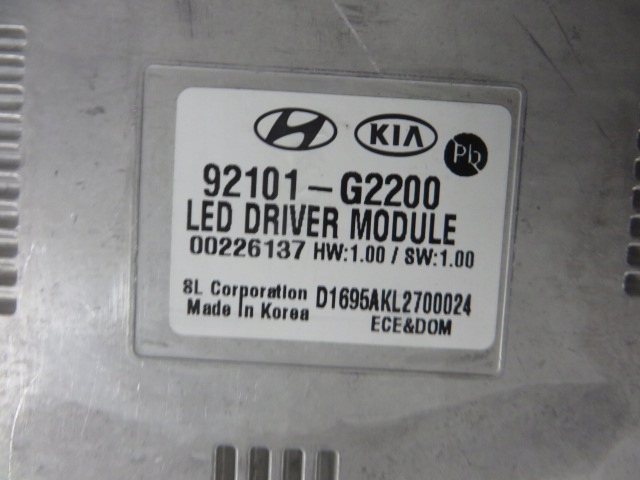 KIA
Pb
92101-G2200
LED DRIVER MODULE
00226137 HW:1.00 / SW:1.00
SL Corporation D1695AKL2700024
Made In Korea
ECE&DOM